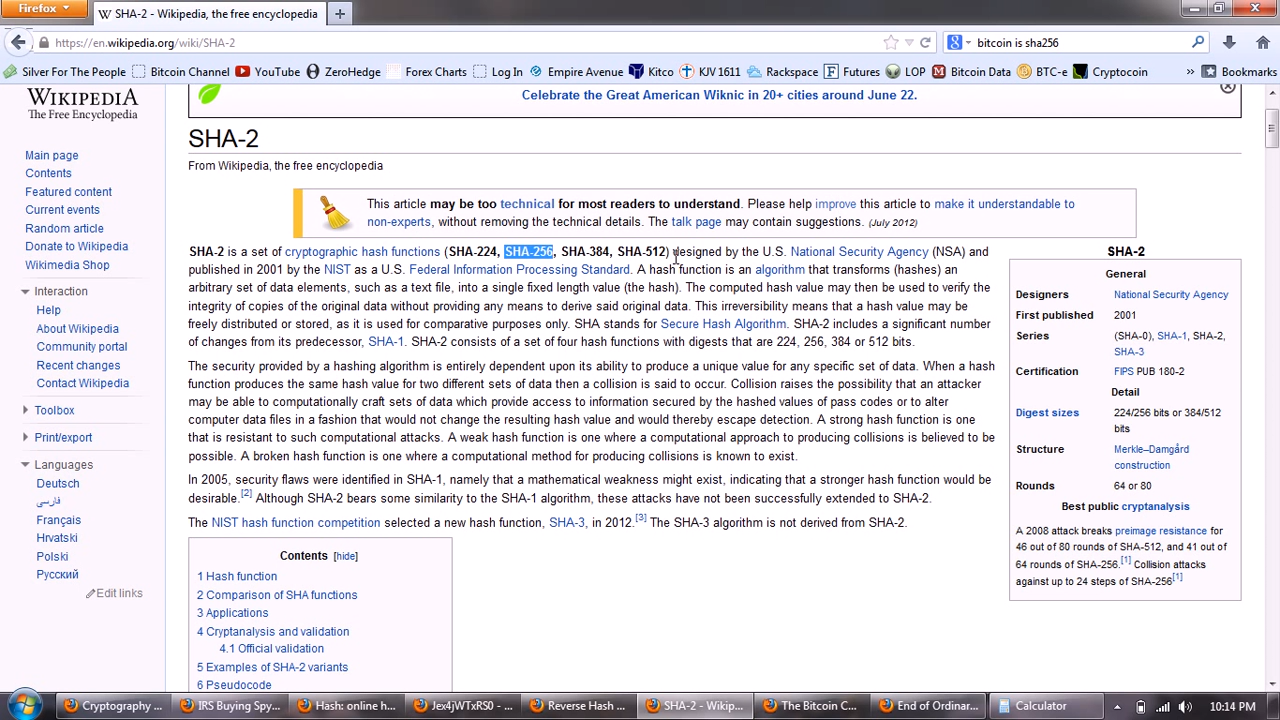 Firefox
SHA-2 - Wikipedia, the free encyclopedia
https://en.wikipedia.org/wiki/SHA-2
bitcoin is sha256
Silver For The People Bitcoin Channel YouTube ZeroHedge Forex Charts Log In Empire Avenue Kitco KJV 1611 Rackspace Futures LOP Bitcoin Data BTC-e Cryptocoin » Bookmarks
WIKIPEDIA
The Free Encyclopedia
Main page
Contents
Featured content
Current events
Random article
Donate to Wikipedia
Wikimedia Shop
Interaction
Help
About Wikipedia
Community portal
Recent changes
Contact Wikipedia
Toolbox
Print/export
Languages
Deutsch
فارسی
Français
Hrvatski
Polski
Русский
Edit links
Celebrate the Great American Wiknic in 20+ cities around June 22.
SHA-2
From Wikipedia, the free encyclopedia
This article may be too technical for most readers to understand. Please help improve this article to make it understandable to
non-experts, without removing the technical details. The talk page may contain suggestions. (July 2012)
SHA-2 is a set of cryptographic hash functions (SHA-224, SHA-256, SHA-384, SHA-512) designed by the U.S. National Security Agency (NSA) and
published in 2001 by the NIST as a U.S. Federal Information Processing Standard. A hash function is an algorithm that transforms (hashes) an
arbitrary set of data elements, such as a text file, into a single fixed length value (the hash). The computed hash value may then be used to verify the
integrity of copies of the original data without providing any means to derive said original data. This irreversibility means that a hash value may be
freely distributed or stored, as it is used for comparative purposes only. SHA stands for Secure Hash Algorithm. SHA-2 includes a significant number
of changes from its predecessor, SHA-1. SHA-2 consists of a set of four hash functions with digests that are 224, 256, 384 or 512 bits.
The security provided by a hashing algorithm is entirely dependent upon its ability to produce a unique value for any specific set of data. When a hash
function produces the same hash value for two different sets of data then a collision is said to occur. Collision raises the possibility that an attacker
may be able to computationally craft sets of data which provide access to information secured by the hashed values of pass codes or to alter
computer data files in a fashion that would not change the resulting hash value and would thereby escape detection. A strong hash function is one
that is resistant to such computational attacks. A weak hash function is one where a computational approach to producing collisions is believed to be
possible. A broken hash function is one where a computational method for producing collisions is known to exist.
In 2005, security flaws were identified in SHA-1, namely that a mathematical weakness might exist, indicating that a stronger hash function would be
desirable.[2] Although SHA-2 bears some similarity to the SHA-1 algorithm, these attacks have not been successfully extended to SHA-2.
The NIST hash function competition selected a new hash function, SHA-3, in 2012.[3] The SHA-3 algorithm is not derived from SHA-2.
Contents [hide]
1 Hash function
2 Comparison of SHA functions
3 Applications
4 Cryptanalysis and validation
4.1 Official validation
5 Examples of SHA-2 variants
6 Pseudocode
SHA-2
General
Designers National Security Agency
First published 2001
Series (SHA-0), SHA-1, SHA-2,
SHA-3
Certification FIPS PUB 180-2
Detail
Digest sizes 224/256 bits or 384/512
bits
Structure Merkle–Damgård
construction
Rounds 64 or 80
Best public cryptanalysis
A 2008 attack breaks preimage resistance for
46 out of 80 rounds of SHA-512, and 41 out of
64 rounds of SHA-256.[1] Collision attacks
against up to 24 steps of SHA-256[1]
Cryptography ... IRS Buying Spy... Hash: online h... Jex4jWTxRS0 - ... Reverse Hash ... SHA-2 - Wikip... The Bitcoin C... End of Ordinar... Calculator 10:14 PM